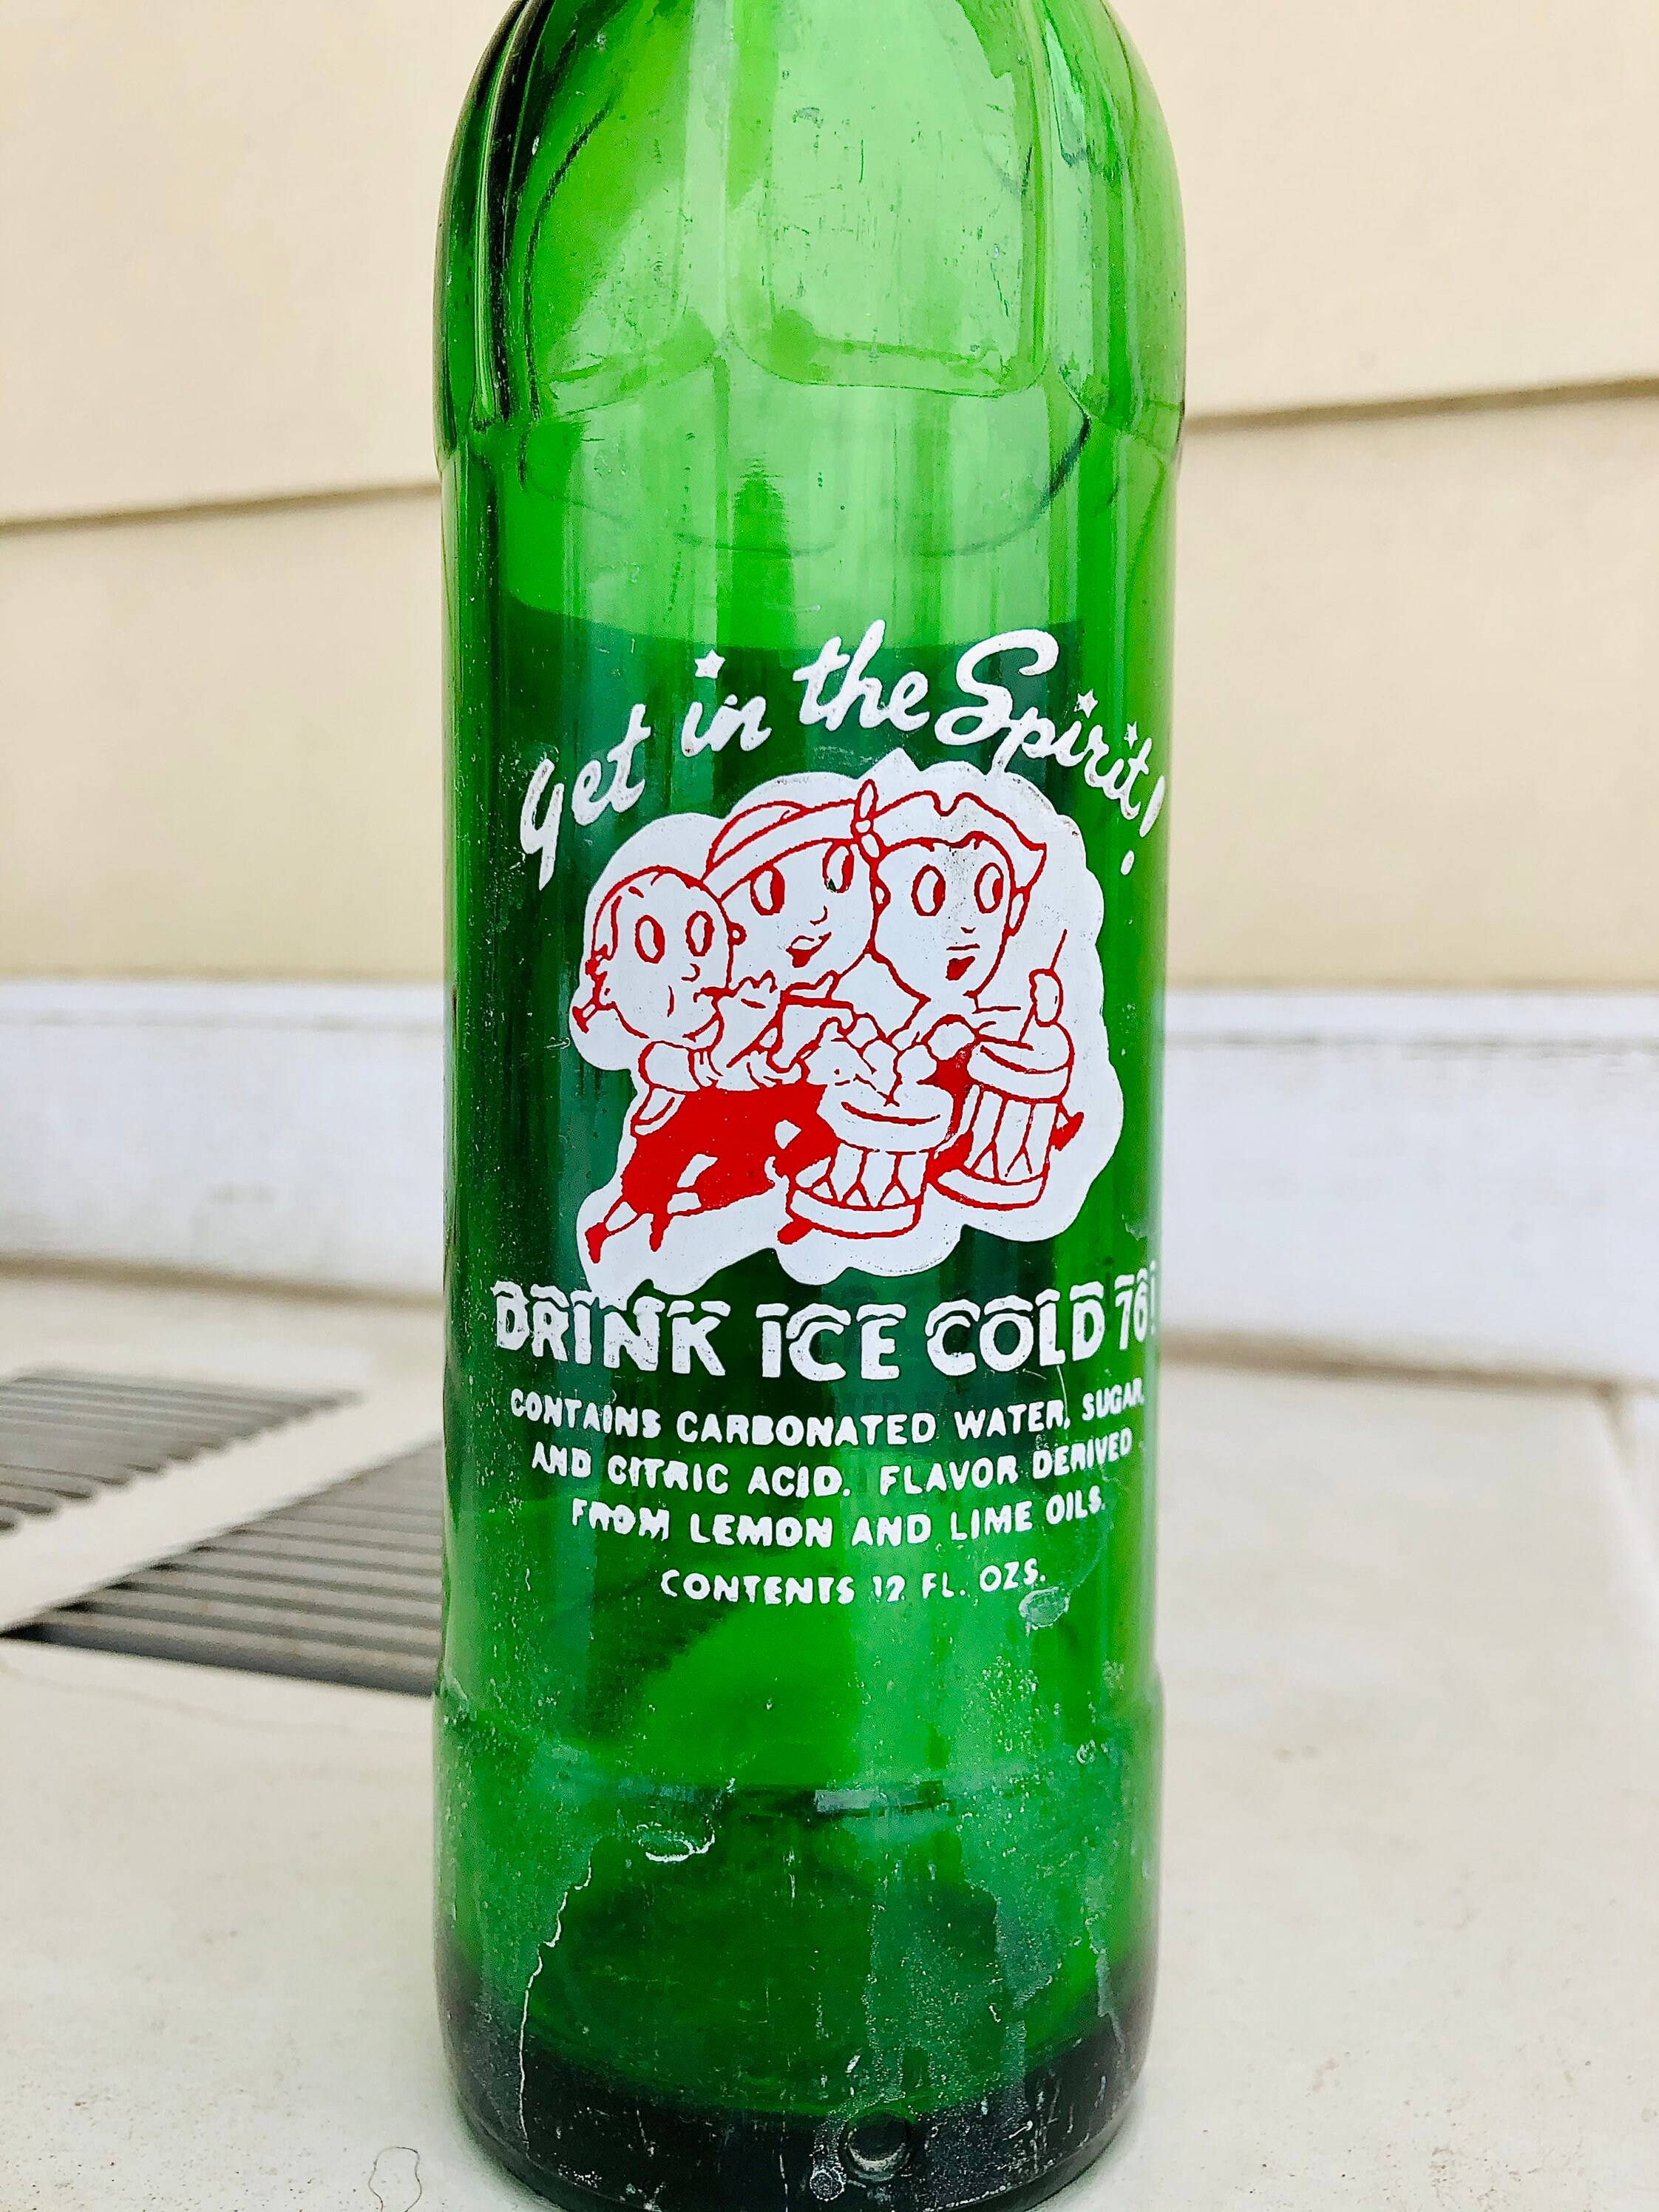 Get in the Spirit!
DRINK ICE COLD 76!
CONTAINS CARBONATED WATER, SUGAR,
AND CITRIC ACID. FLAVOR DERIVED
FROM LEMON AND LIME OILS.
CONTENTS 12 FL. OZS.